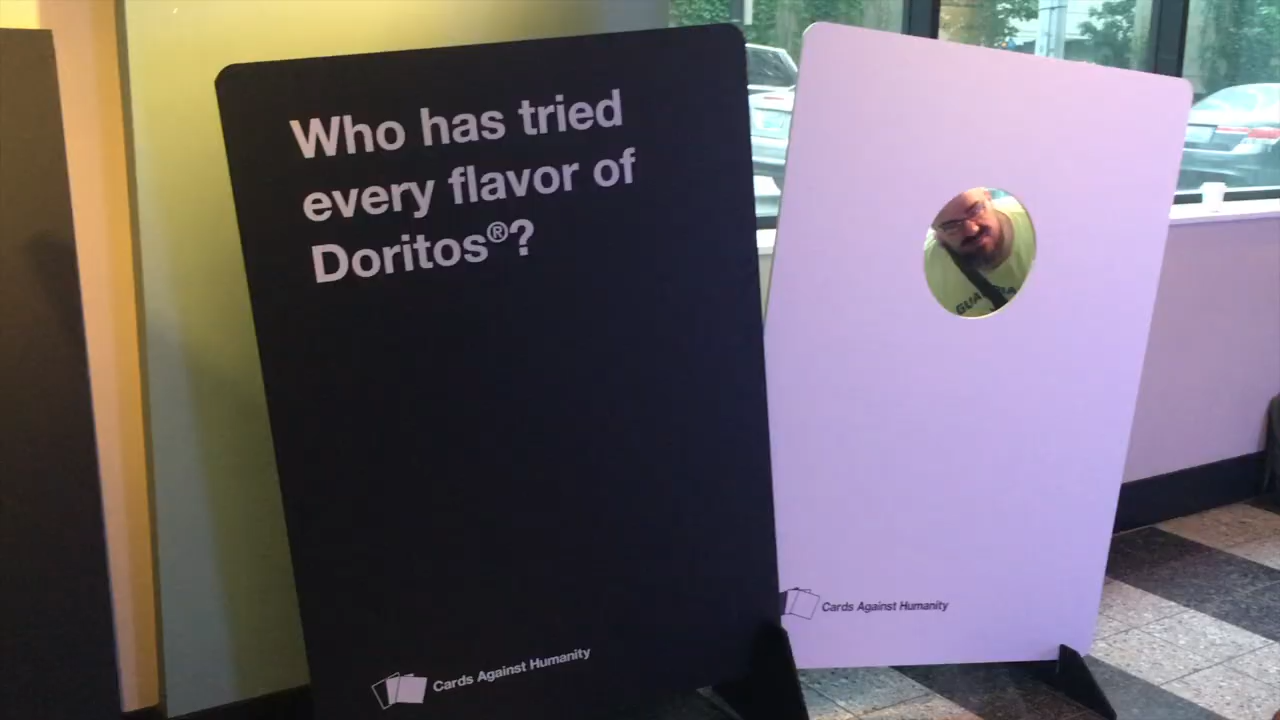 Who has tried
every flavor of
Doritos®?
Cards Against Humanity
Cards Against Humanity